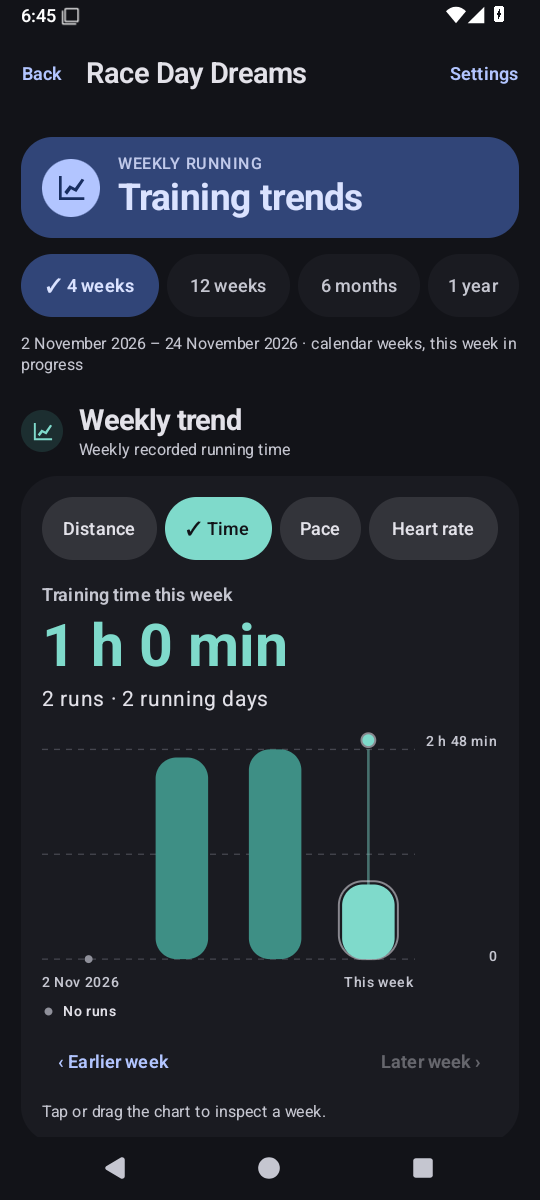 6:45
Back Race Day Dreams Settings
WEEKLY RUNNING
Training trends
✓ 4 weeks 12 weeks 6 months 1 year
2 November 2026 – 24 November 2026 · calendar weeks, this week in
progress
Weekly trend
Weekly recorded running time
Distance ✓ Time Pace Heart rate
Training time this week
1 h 0 min
2 runs · 2 running days
2 h 48 min
0
2 Nov 2026 This week
No runs
‹ Earlier week Later week ›
Tap or drag the chart to inspect a week.